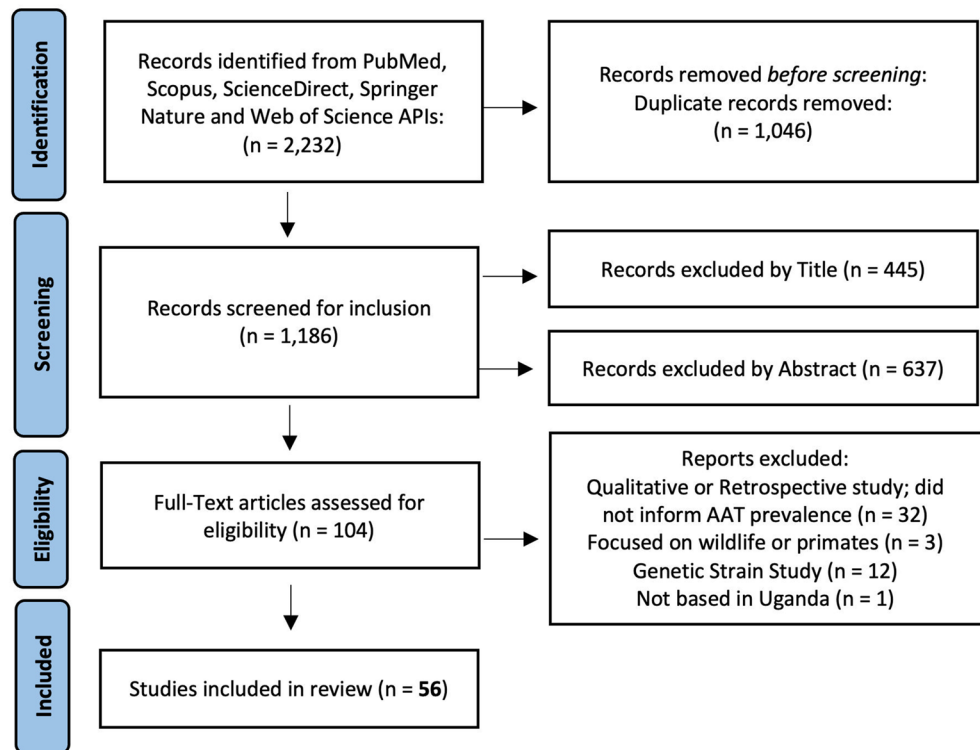 Identification
Records identified from PubMed,
Scopus, ScienceDirect, Springer
Nature and Web of Science APIs:
(n = 2,232)
Records removed before screening:
Duplicate records removed:
(n = 1,046)
Screening
Records screened for inclusion
(n = 1,186)
Records excluded by Title (n = 445)
Records excluded by Abstract (n = 637)
Eligibility
Full-Text articles assessed for
eligibility (n = 104)
Reports excluded:
Qualitative or Retrospective study; did
not inform AAT prevalence (n = 32)
Focused on wildlife or primates (n = 3)
Genetic Strain Study (n = 12)
Not based in Uganda (n = 1)
Included
Studies included in review (n = 56)